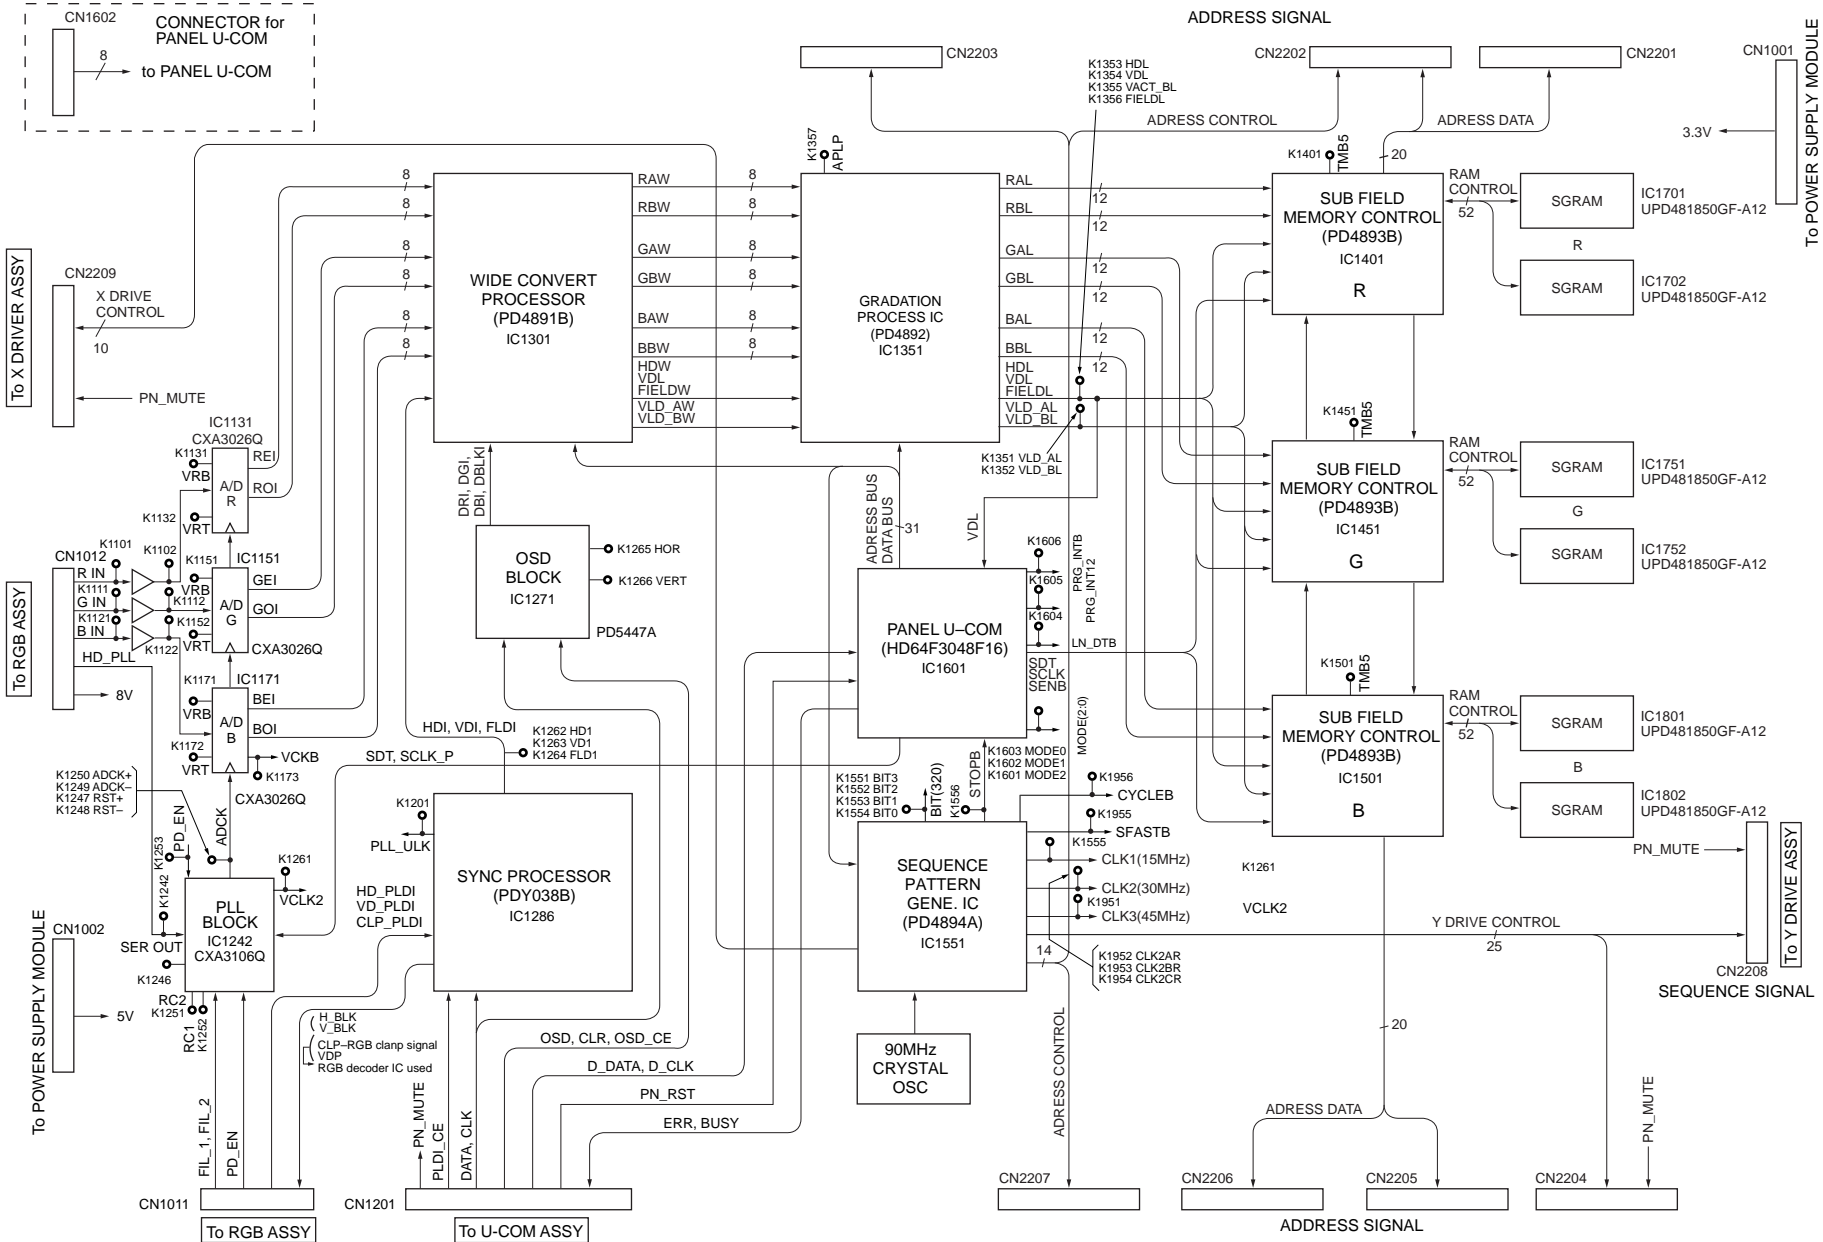 CN1602
CONNECTOR for
PANEL U-COM
8
to PANEL U-COM
ADDRESS SIGNAL
CN2203
CN2202
CN2201
CN1001
To POWER SUPPLY MODULE
3.3V
K1353 HDL
K1354 VDL
K1355 VACT_BL
K1356 FIELDL
ADRESS CONTROL
ADRESS DATA
K1357
APLP
K1401
TMB5
20
To X DRIVER ASSY
CN2209
X DRIVE
CONTROL
10
PN_MUTE
8
8
8
8
8
8
WIDE CONVERT
PROCESSOR
(PD4891B)
IC1301
RAW
8
RBW
8
GAW
8
GBW
8
BAW
8
BBW
8
HDW
VDL
FIELDW
VLD_AW
VLD_BW
GRADATION
PROCESS IC
(PD4892)
IC1351
RAL
12
RBL
12
GAL
12
GBL
12
BAL
12
BBL
12
HDL
VDL
FIELDL
VLD_AL
VLD_BL
K1351 VLD_AL
K1352 VLD_BL
SUB FIELD
MEMORY CONTROL
(PD4893B)
IC1401
R
RAM
CONTROL
52
SGRAM
IC1701
UPD481850GF-A12
R
SGRAM
IC1702
UPD481850GF-A12
K1451
TMB5
SUB FIELD
MEMORY CONTROL
(PD4893B)
IC1451
G
RAM
CONTROL
52
SGRAM
IC1751
UPD481850GF-A12
G
SGRAM
IC1752
UPD481850GF-A12
K1501
TMB5
SUB FIELD
MEMORY CONTROL
(PD4893B)
IC1501
B
RAM
CONTROL
52
SGRAM
IC1801
UPD481850GF-A12
B
SGRAM
IC1802
UPD481850GF-A12
IC1131
CXA3026Q
K1131
VRB
A/D
R
REI
ROI
K1132
VRT
To RGB ASSY
CN1012
K1101
K1102
R IN
K1111
G IN
K1112
K1121
B IN
K1122
HD_PLL
8V
K1151
IC1151
VRB
A/D
G
GEI
GOI
K1152
VRT
CXA3026Q
K1171
IC1171
VRB
A/D
B
BEI
BOI
K1172
VRT
VCKB
K1173
CXA3026Q
K1250 ADCK+
K1249 ADCK–
K1247 RST+
K1248 RST–
PD_EN
ADCK
K1253
K1242
K1261
VCLK2
PLL
BLOCK
IC1242
CXA3106Q
SER OUT
K1246
RC2
K1251
RC1
K1252
To POWER SUPPLY MODULE
CN1002
5V
DRI, DGI,
DBI, DBLKI
OSD
BLOCK
IC1271
PD5447A
K1265 HOR
K1266 VERT
HDI, VDI, FLDI
K1262 HD1
K1263 VD1
K1264 FLD1
SDT, SCLK_P
K1201
PLL_ULK
SYNC PROCESSOR
(PDY038B)
IC1286
HD_PLDI
VD_PLDI
CLP_PLDI
H_BLK
V_BLK
CLP–RGB clanp signal
VDP
RGB decoder IC used
ADRESS BUS
DATA BUS
31
VDL
PANEL U–COM
(HD64F3048F16)
IC1601
K1606
PRG_INTB
K1605
PRG_INT12
K1604
LN_DTB
SDT
SCLK
SENB
MODE(2:0)
K1603 MODE0
K1602 MODE1
K1601 MODE2
K1551 BIT3
K1552 BIT2
K1553 BIT1
K1554 BIT0
BIT(320)
K1556
STOPB
K1956
CYCLEB
K1955
SFASTB
K1555
CLK1(15MHz)
CLK2(30MHz)
K1951
CLK3(45MHz)
SEQUENCE
PATTERN
GENE. IC
(PD4894A)
IC1551
14
K1952 CLK2AR
K1953 CLK2BR
K1954 CLK2CR
K1261
VCLK2
Y DRIVE CONTROL
25
PN_MUTE
To Y DRIVE ASSY
CN2208
SEQUENCE SIGNAL
90MHz
CRYSTAL
OSC
OSD, CLR, OSD_CE
D_DATA, D_CLK
PN_RST
ERR, BUSY
FIL_1, FIL_2
PD_EN
PN_MUTE
PLDI_CE
DATA, CLK
ADRESS CONTROL
20
ADRESS DATA
PN_MUTE
CN1011
To RGB ASSY
CN1201
To U-COM ASSY
CN2207
CN2206
CN2205
CN2204
ADDRESS SIGNAL